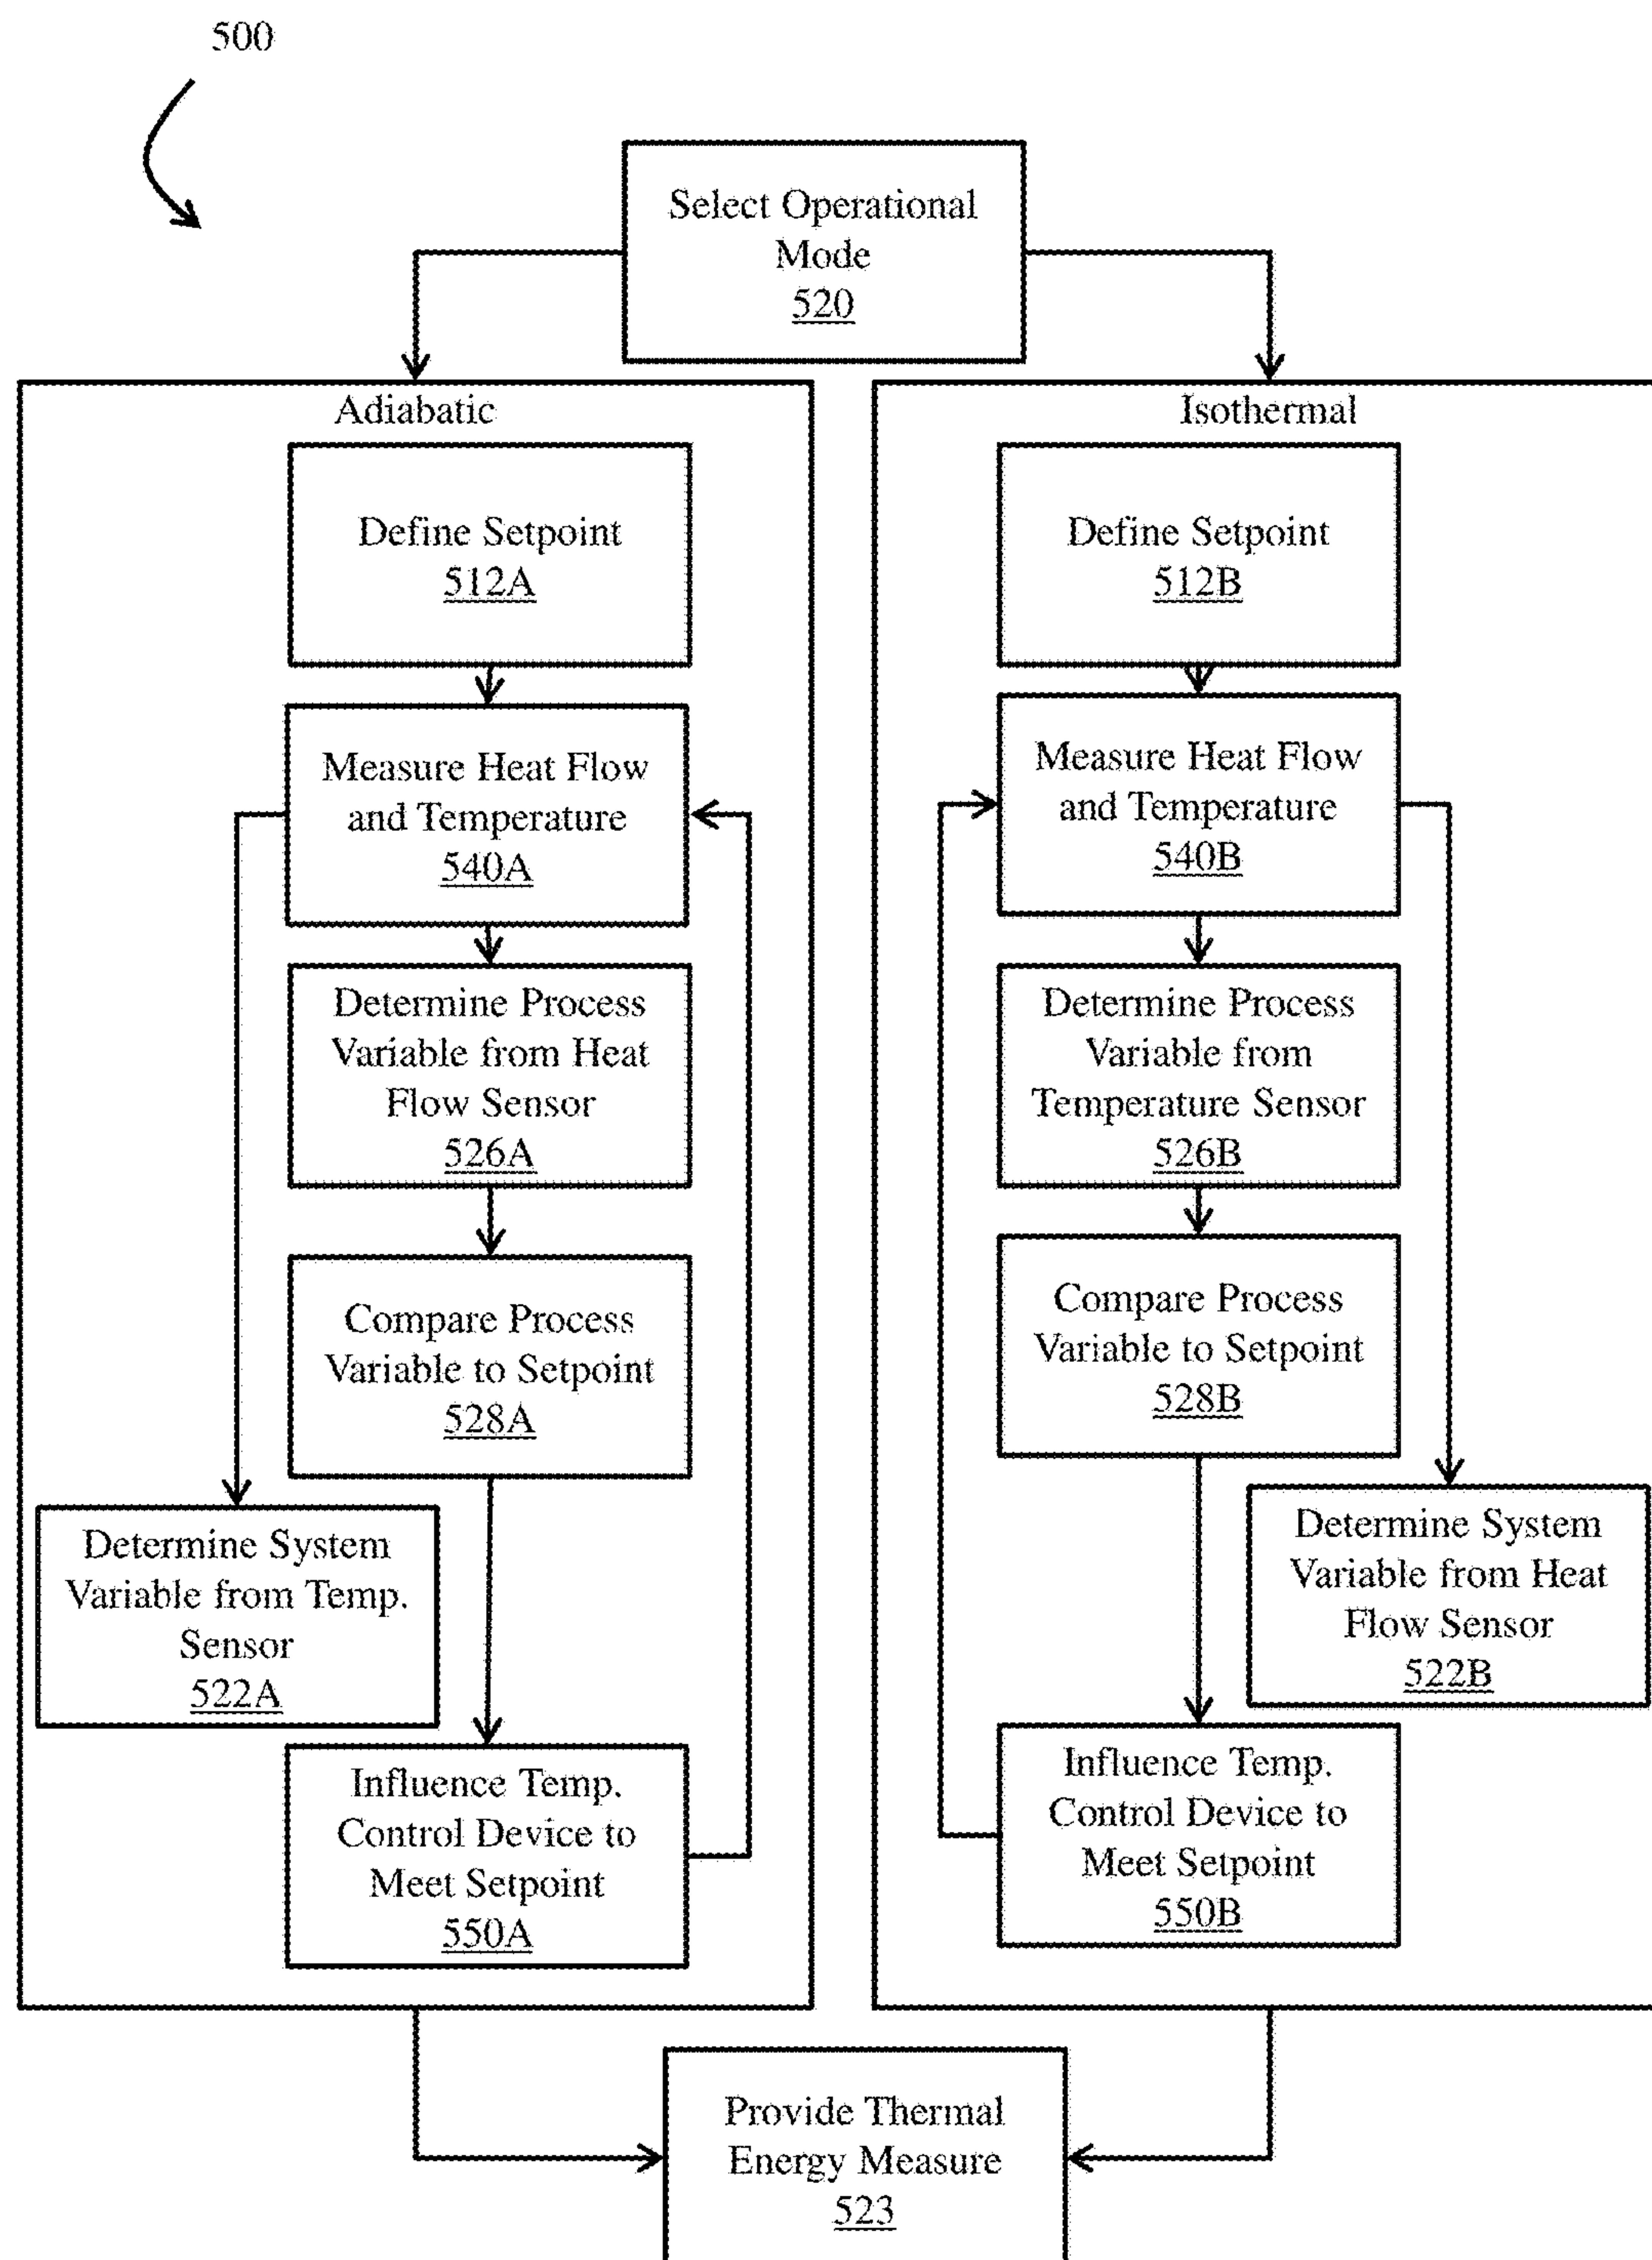 500
Select Operational
Mode
520
Adiabatic
Define Setpoint
512A
Measure Heat Flow
and Temperature
540A
Determine Process
Variable from Heat
Flow Sensor
526A
Compare Process
Variable to Setpoint
528A
Determine System
Variable from Temp.
Sensor
522A
Influence Temp.
Control Device to
Meet Setpoint
550A
Isothermal
Define Setpoint
512B
Measure Heat Flow
and Temperature
540B
Determine Process
Variable from
Temperature Sensor
526B
Compare Process
Variable to Setpoint
528B
Determine System
Variable from Heat
Flow Sensor
522B
Influence Temp.
Control Device to
Meet Setpoint
550B
Provide Thermal
Energy Measure
523